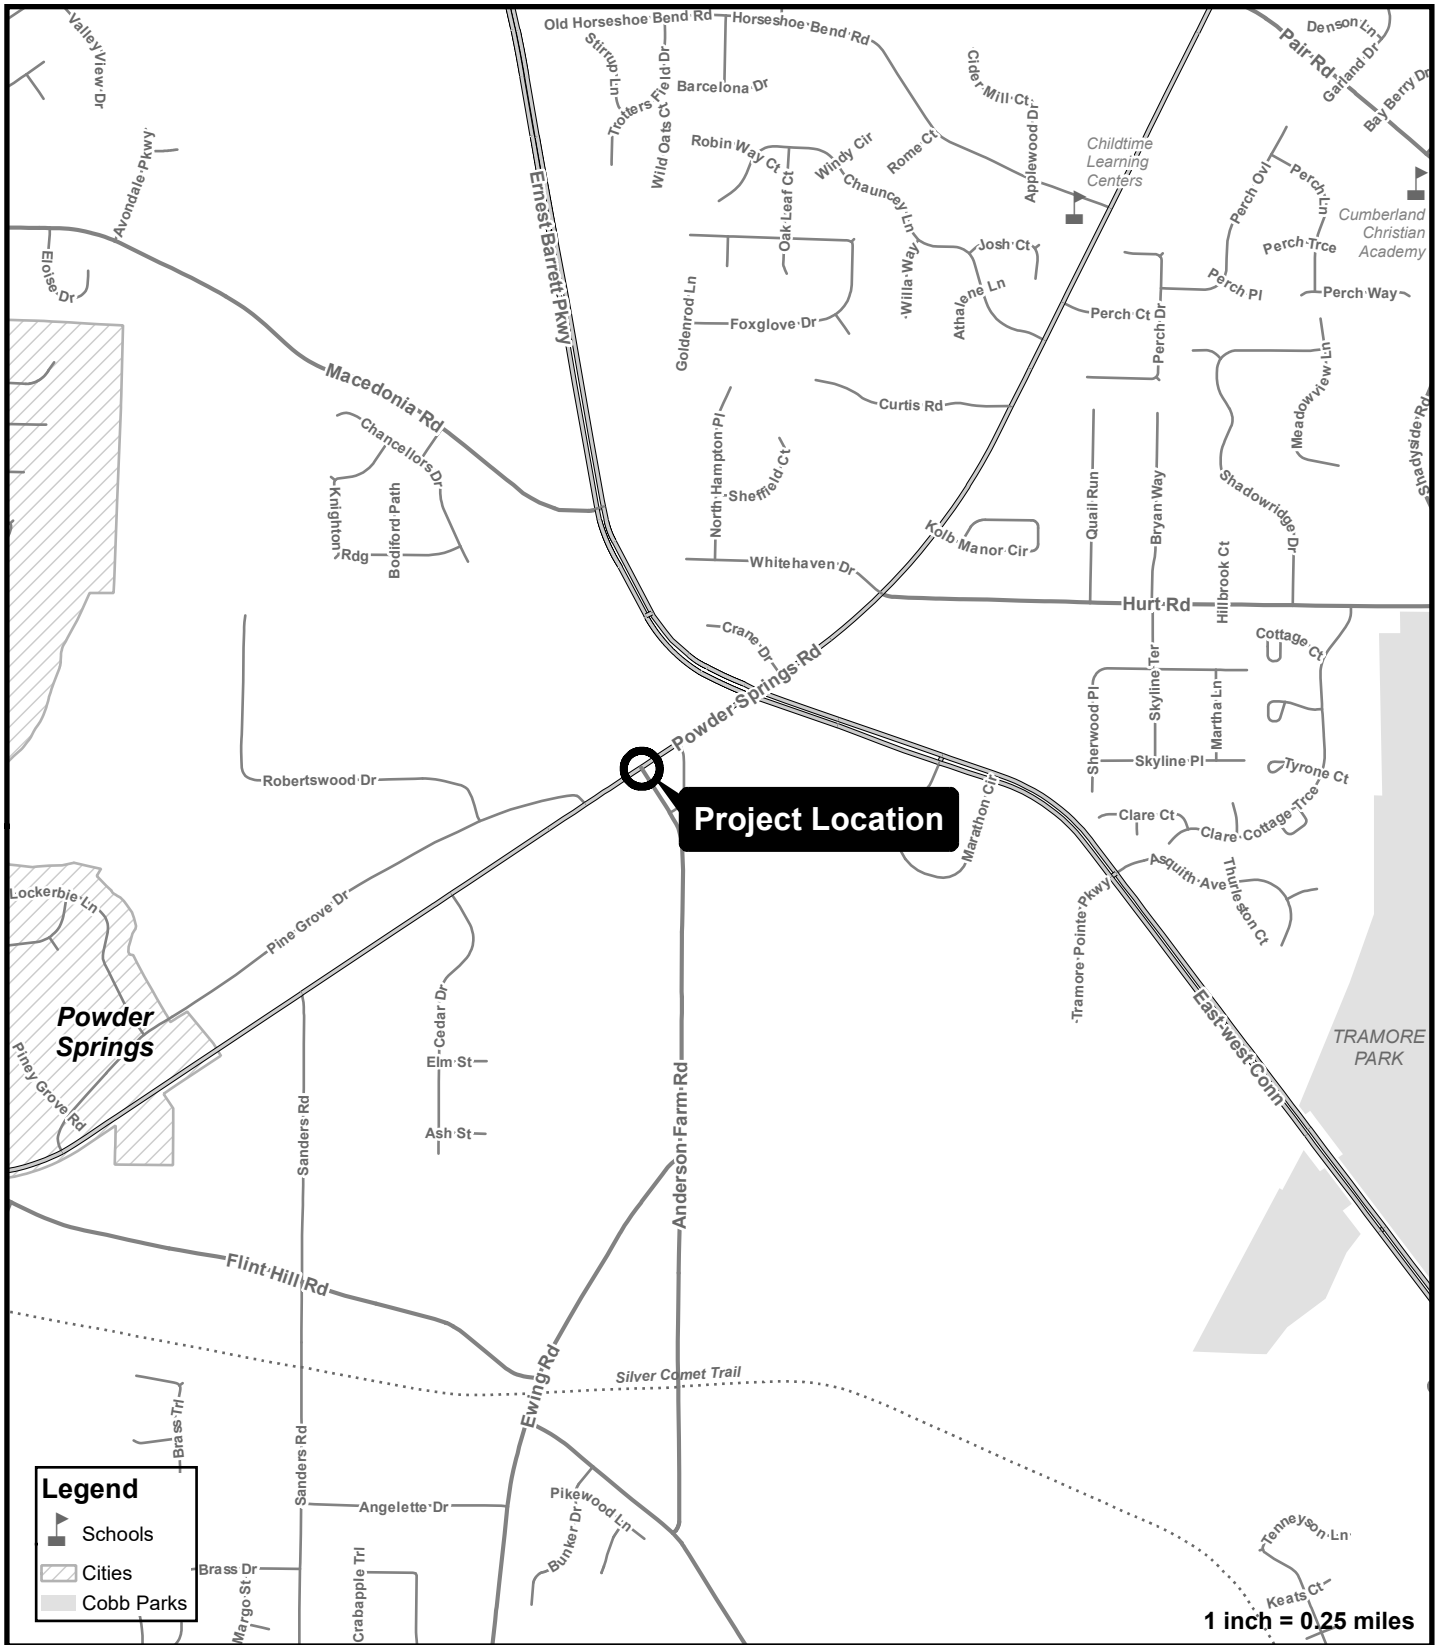 Old Horseshoe Bend Rd
Horseshoe Bend Rd
Valley View Dr
Stirrup Ln
Trotters Field Dr
Barcelona Dr
Wild Oats Ct
Cider Mill Ct
Applewood Dr
Denson Ln
Pair Rd
Garland Dr
Bay Berry Dr
Avondale Pkwy
Robin Way Ct
Windy Cir
Rome Ct
Childtime
Learning
Centers
Ernest Barrett Pkwy
Oak Leaf Ct
Chauncey Ln
Perch Ovl
Perch Ln
Cumberland
Christian
Academy
Eloise Dr
Willa Way
Josh Ct
Perch Trce
Goldenrod Ln
Athalene Ln
Perch Pl
Perch Way
Foxglove Dr
Perch Ct
Perch Dr
Macedonia Rd
Curtis Rd
Meadowview Ln
Shadyside Rd
Chancellors Dr
North Hampton Pl
Sheffield Ct
Knighton
Rdg
Bodiford Path
Quail Run
Bryan Way
Shadowridge Dr
Kolb Manor Cir
Whitehaven Dr
Hillbrook Ct
Hurt Rd
Crane Dr
Powder Springs Rd
Cottage Ct
Skyline Ter
Sherwood Pl
Martha Ln
Skyline Pl
Tyrone Ct
Robertswood Dr
Project Location
Marathon Cir
Clare Ct
Clare Cottage Trce
Asquith Ave
Thurleston Ct
Tramore Pointe Pkwy
Lockerbie Ln
Pine Grove Dr
Powder
Springs
Piney Grove Rd
Cedar Dr
Elm St
Ash St
East-west Conn
TRAMORE
PARK
Sanders Rd
Anderson Farm Rd
Flint Hill Rd
Ewing Rd
Silver Comet Trail
Brass Trl
Sanders Rd
Angelette Dr
Pikewood Ln
Bunker Dr
Tenneyson Ln
Keats Ct
Brass Dr
Margo St
Crabapple Trl
Legend
Schools
Cities
Cobb Parks
1 inch = 0.25 miles